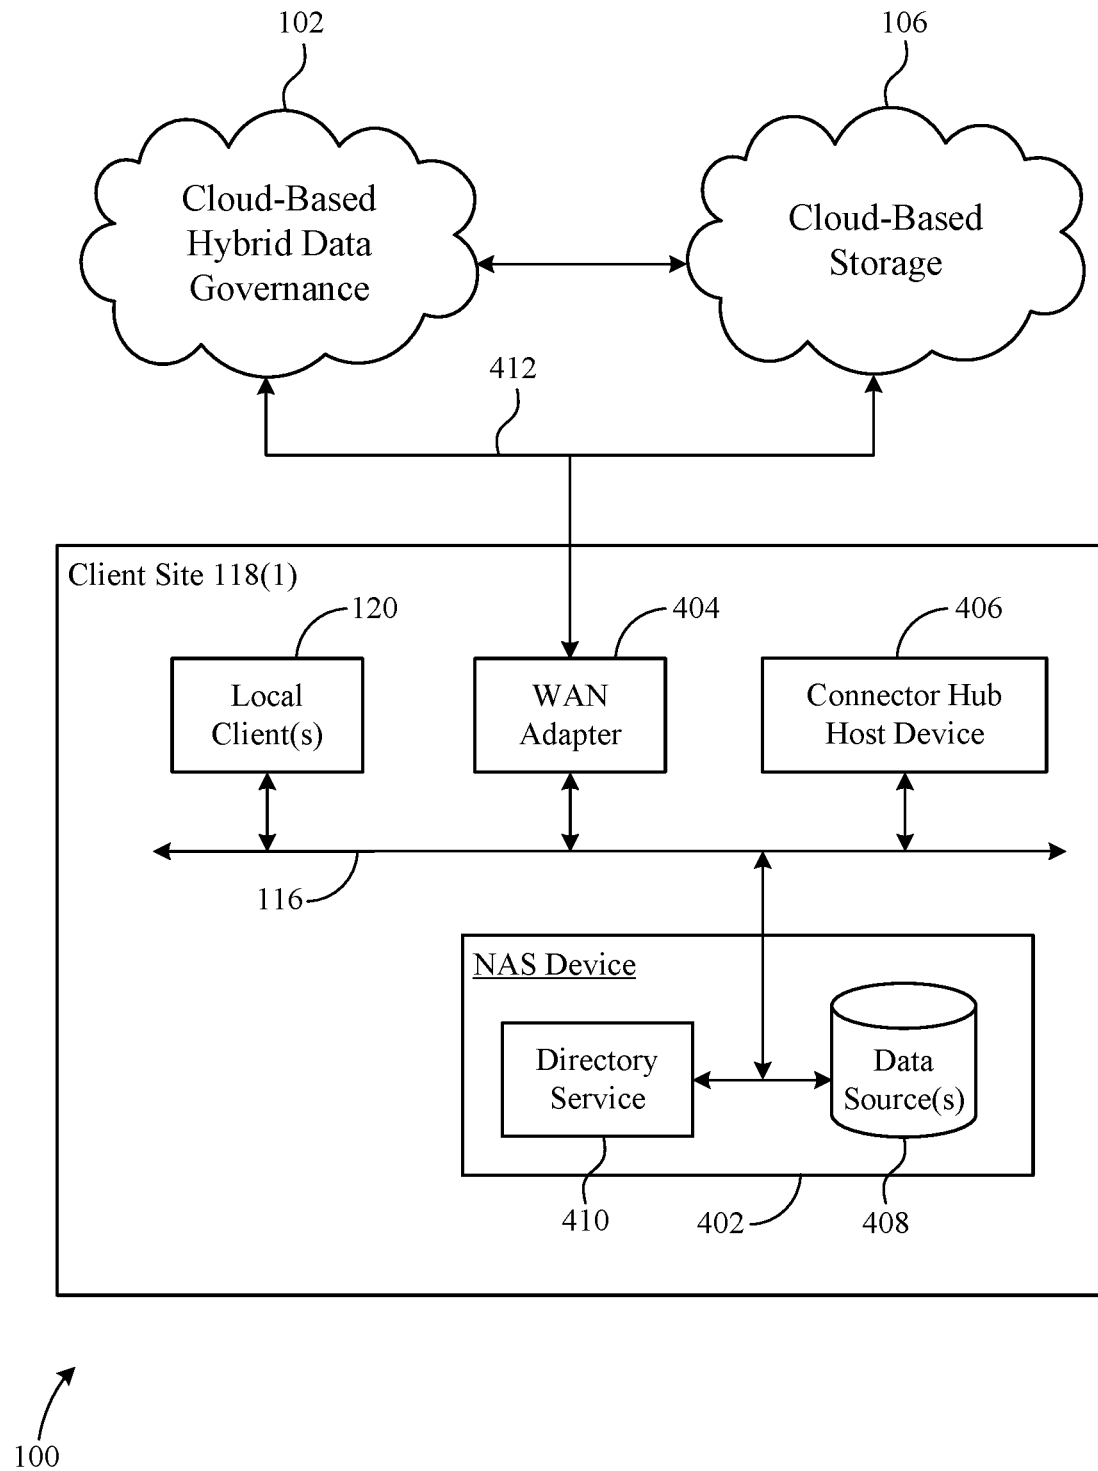 102
106
Cloud-Based
Hybrid Data
Governance
Cloud-Based
Storage
412
Client Site 118(1)
120
404
406
Local
Client(s)
WAN
Adapter
Connector Hub
Host Device
116
NAS Device
Directory
Service
Data
Source(s)
410
402
408
100